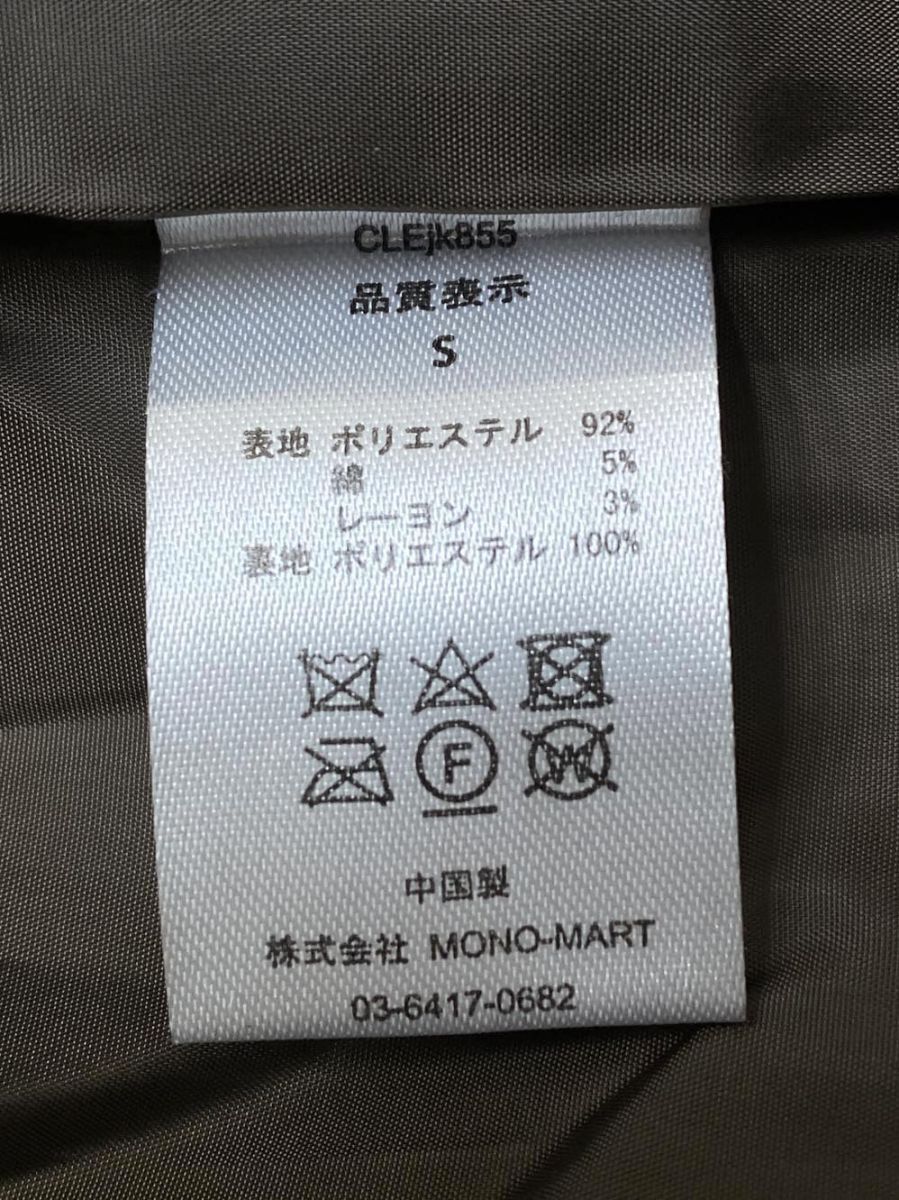 CLEjk855
品質表示
S
表地 ポリエステル 92%
綿 5%
レーヨン 3%
裏地 ポリエステル 100%
F
W
中国製
株式会社 MONO-MART
03-6417-0682